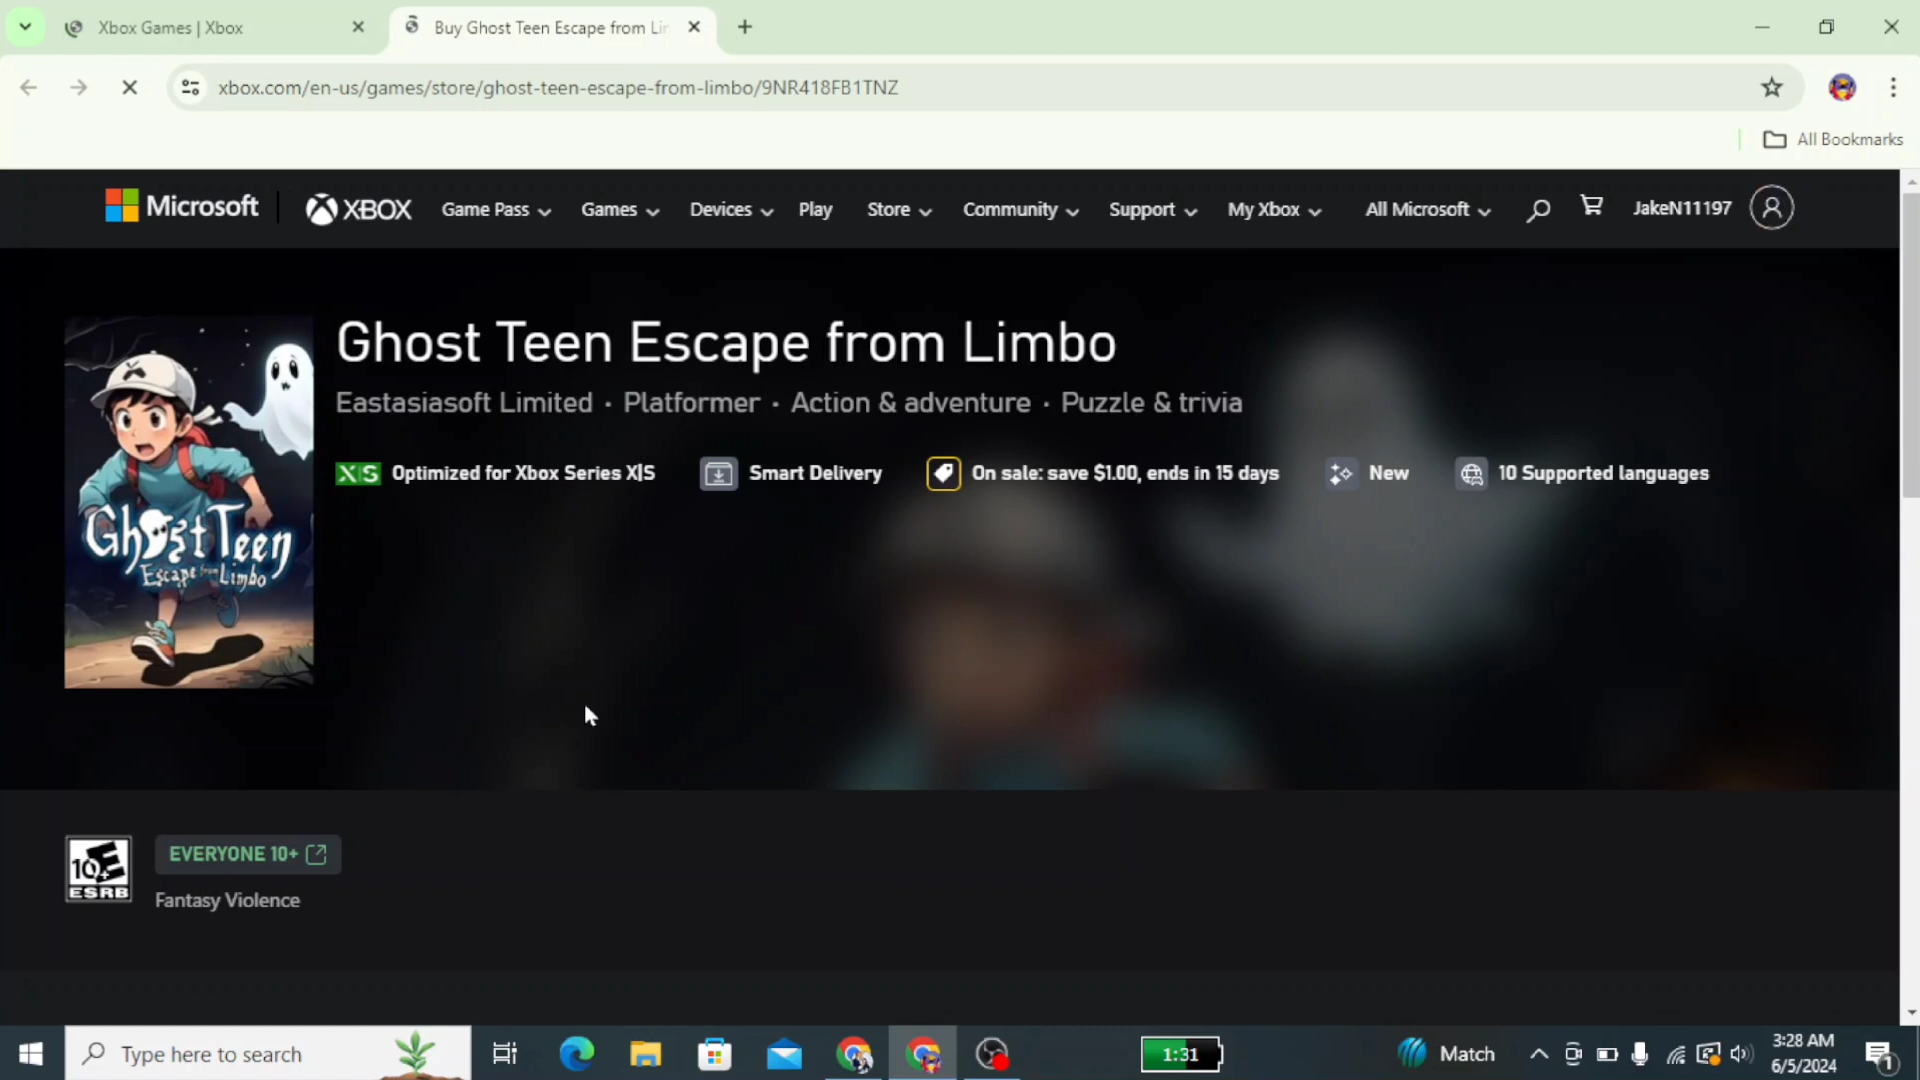 Xbox Games | Xbox
Buy Ghost Teen Escape from Li
xbox.com/en-us/games/store/ghost-teen-escape-from-limbo/9NR418FB1TNZ
All Bookmarks
Microsoft XBOX Game Pass Games Devices Play Store Community Support My Xbox All Microsoft JakeN11197
Ghost Teen Escape from Limbo
Eastasiasoft Limited · Platformer · Action & adventure · Puzzle & trivia
X|S Optimized for Xbox Series X|S Smart Delivery On sale: save $1.00, ends in 15 days New 10 Supported languages
Ghost Teen
Escape from Limbo
EVERYONE 10+
10+ E
ESRB
Fantasy Violence
Type here to search
1:31
Match
3:28 AM
6/5/2024
1